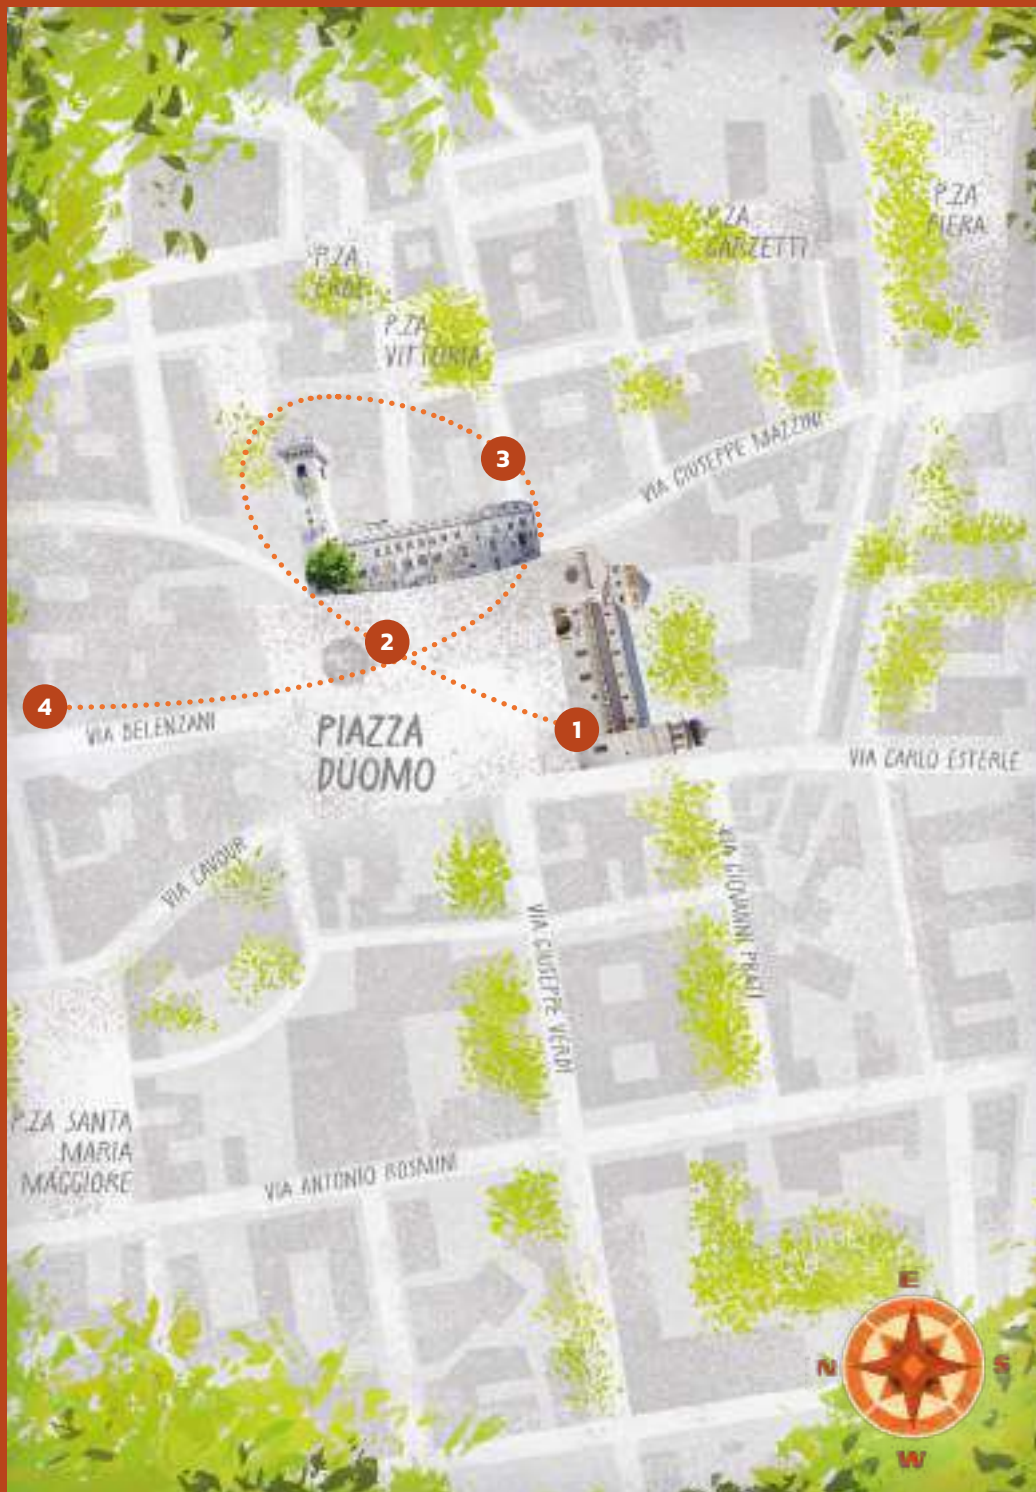 P.ZA
FIERA
P.ZA
GARZETTI
P.ZA
ERBE
P.ZA
VITTORIA
VIA GIUSEPPE MAZZINI
3
2
4
1
VIA BELENZANI
PIAZZA
DUOMO
VIA CARLO ESTERLE
VIA CAVOUR
VIA GIOVANNI PRATI
VIA GIUSEPPE VERDI
P.ZA SANTA
MARIA
MAGGIORE
VIA ANTONIO ROSMINI
E
N
S
W